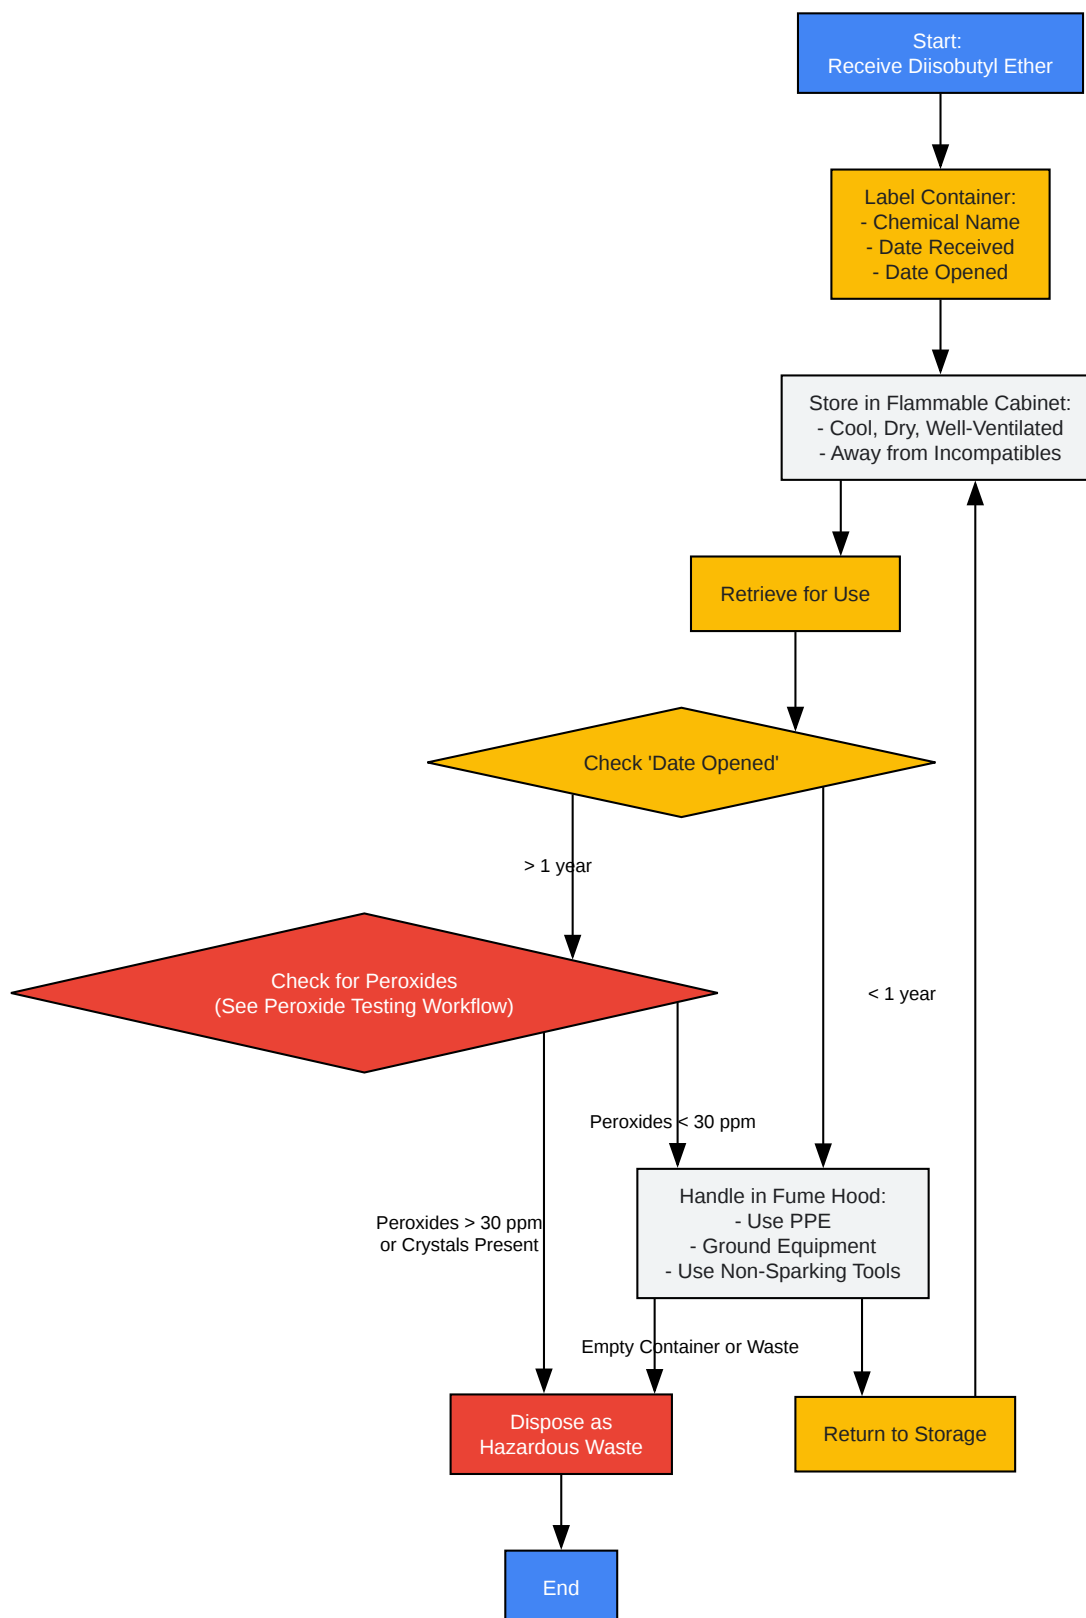 Start:
Receive Diisobutyl Ether
Label Container:
- Chemical Name
- Date Received
- Date Opened
Store in Flammable Cabinet:
- Cool, Dry, Well-Ventilated
- Away from Incompatibles
Retrieve for Use
Check 'Date Opened'
> 1 year
Check for Peroxides
(See Peroxide Testing Workflow)
< 1 year
Peroxides < 30 ppm
Handle in Fume Hood:
- Use PPE
- Ground Equipment
- Use Non-Sparking Tools
Peroxides > 30 ppm
or Crystals Present
Empty Container or Waste
Dispose as
Hazardous Waste
Return to Storage
End